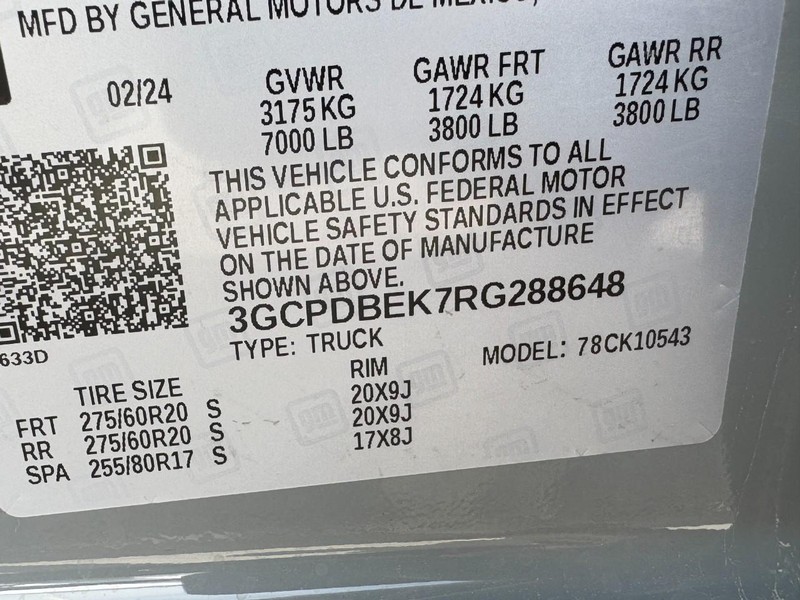 MFD BY GENERAL MOTORS DE MEXICO,
02/24 GVWR GAWR FRT GAWR RR
3175 KG 1724 KG 1724 KG
7000 LB 3800 LB 3800 LB
THIS VEHICLE CONFORMS TO ALL
APPLICABLE U.S. FEDERAL MOTOR
VEHICLE SAFETY STANDARDS IN EFFECT
ON THE DATE OF MANUFACTURE
SHOWN ABOVE.
3GCPDBEK7RG288648
633D
TYPE: TRUCK MODEL: 78CK10543
TIRE SIZE RIM
FRT 275/60R20 S 20X9J
RR 275/60R20 S 20X9J
SPA 255/80R17 S 17X8J